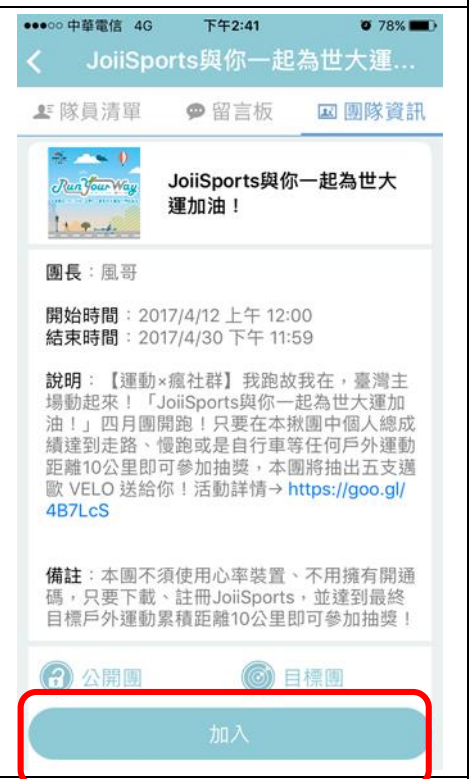 中華電信 4G 下午2:41 78%
JoiiSports與你一起為世大運...
隊員清單 留言板 團隊資訊
Run Your Way
JoiiSports與你一起為世大
運加油！
團長：風哥
開始時間：2017/4/12 上午 12:00
結束時間：2017/4/30 下午 11:59
說明：【運動×瘋社群】我跑故我在，臺灣主
場動起來！「JoiiSports與你一起為世大運加
油！」四月團開跑！只要在本揪團中個人總成
績達到走路、慢跑或是自行車等任何戶外運動
距離10公里即可參加抽獎，本團將抽出五支邁
歐 VELO 送給你！活動詳情→ https://goo.gl/
4B7LcS
備註：本團不須使用心率裝置、不用擁有開通
碼，只要下載、註冊JoiiSports，並達到最終
目標戶外運動累積距離10公里即可參加抽獎！
公開團 目標團
加入